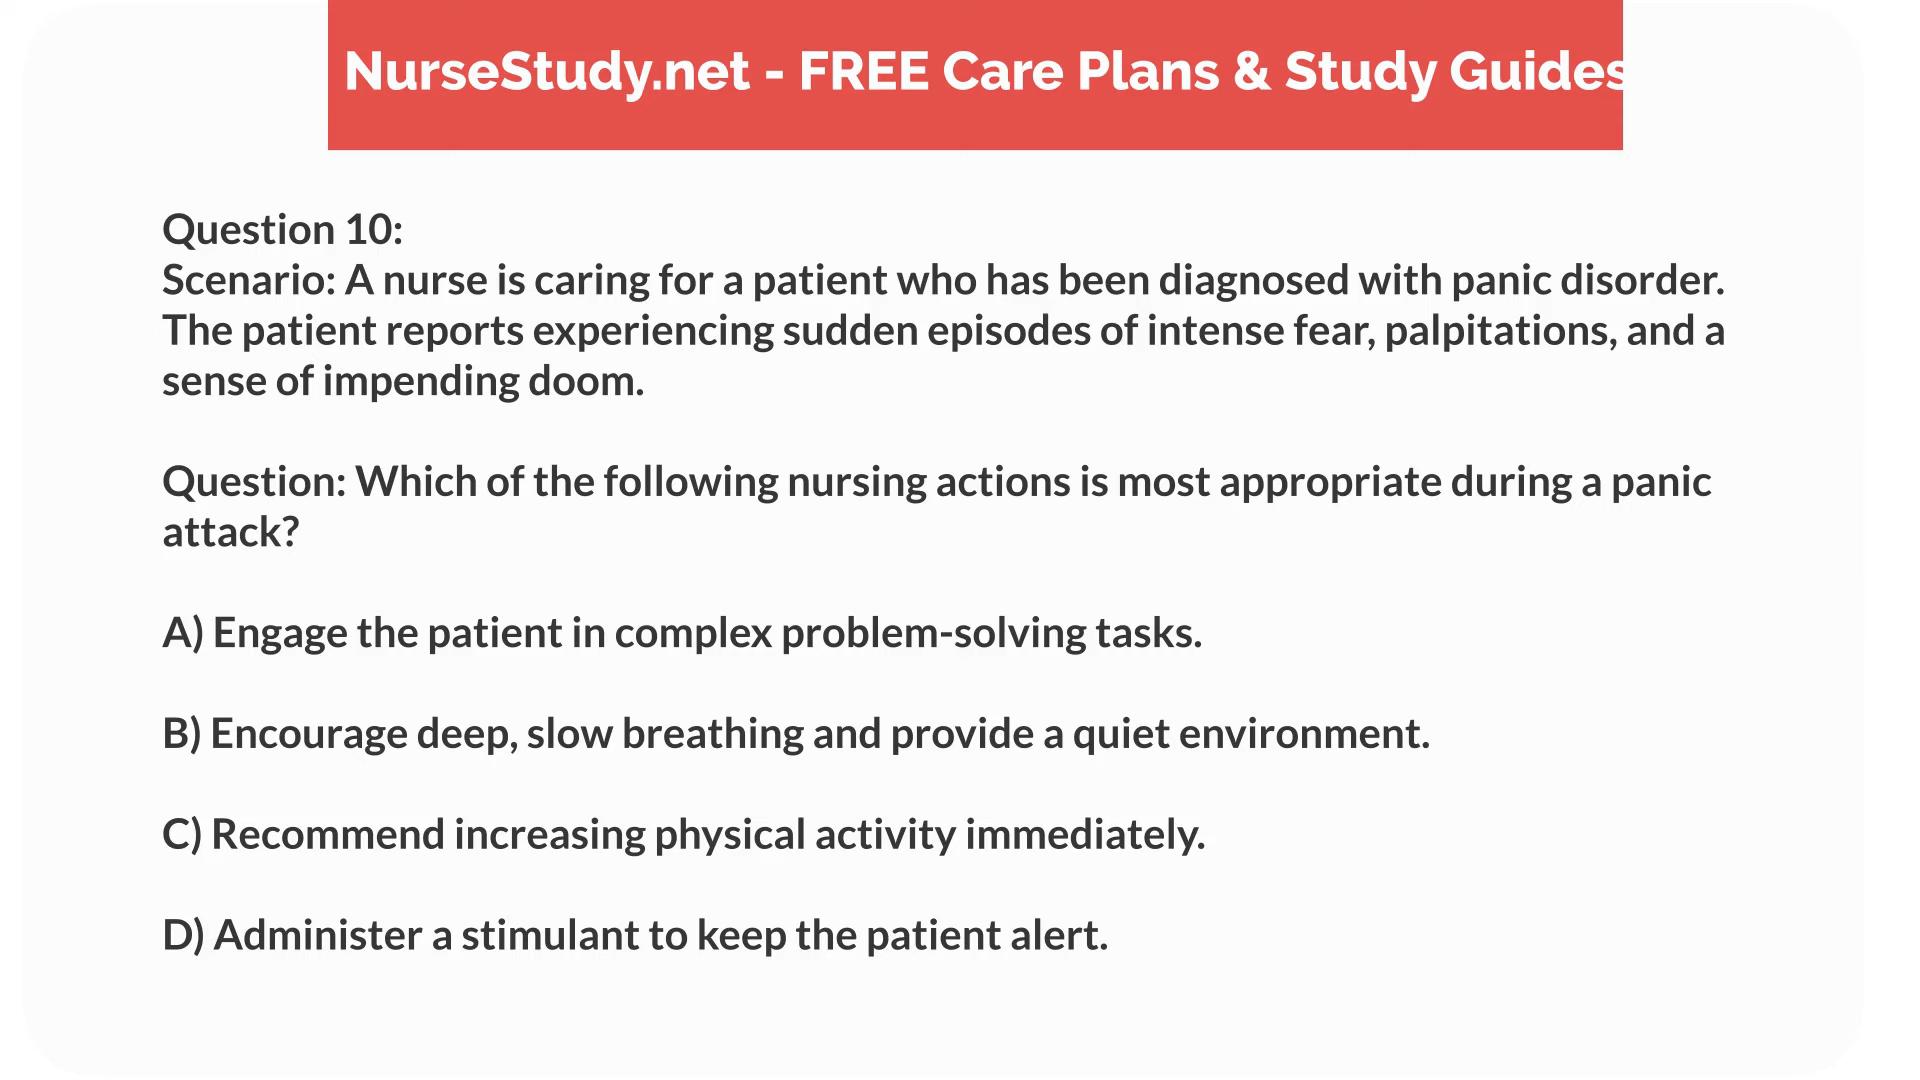 NurseStudy.net - FREE Care Plans & Study Guides
Question 10:
Scenario: A nurse is caring for a patient who has been diagnosed with panic disorder.
The patient reports experiencing sudden episodes of intense fear, palpitations, and a
sense of impending doom.
Question: Which of the following nursing actions is most appropriate during a panic
attack?
A) Engage the patient in complex problem-solving tasks.
B) Encourage deep, slow breathing and provide a quiet environment.
C) Recommend increasing physical activity immediately.
D) Administer a stimulant to keep the patient alert.